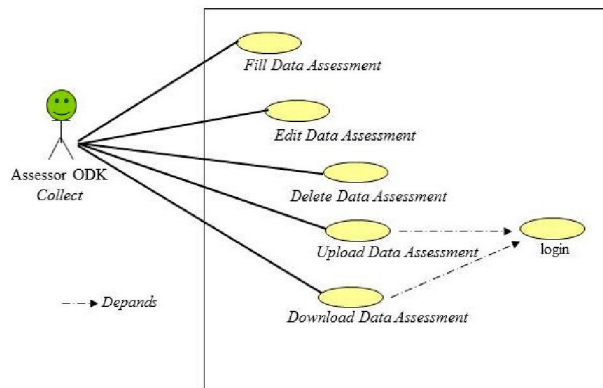 Fill Data Assessment
Edit Data Assessment
Assessor ODK
Collect
Delete Data Assessment
Upload Data Assessment
login
Depands
Download Data Assessment